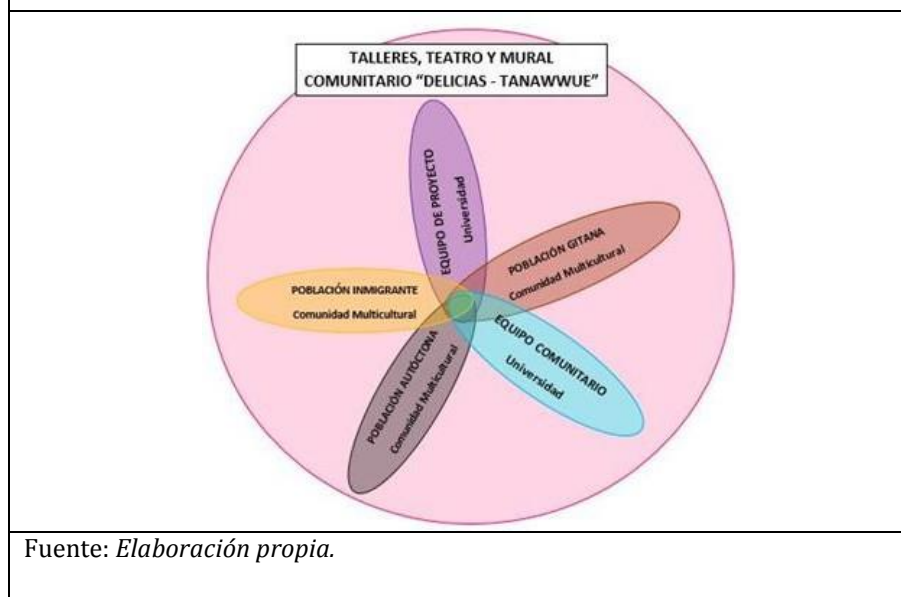 TALLERES, TEATRO Y MURAL
COMUNITARIO “DELICIAS - TANAWWUE”
EQUIPO DE PROYECTO
Universidad
POBLACIÓN GITANA
Comunidad Multicultural
POBLACIÓN INMIGRANTE
Comunidad Multicultural
EQUIPO COMUNITARIO
Universidad
POBLACIÓN AUTÓCTONA
Comunidad Multicultural
Fuente: Elaboración propia.